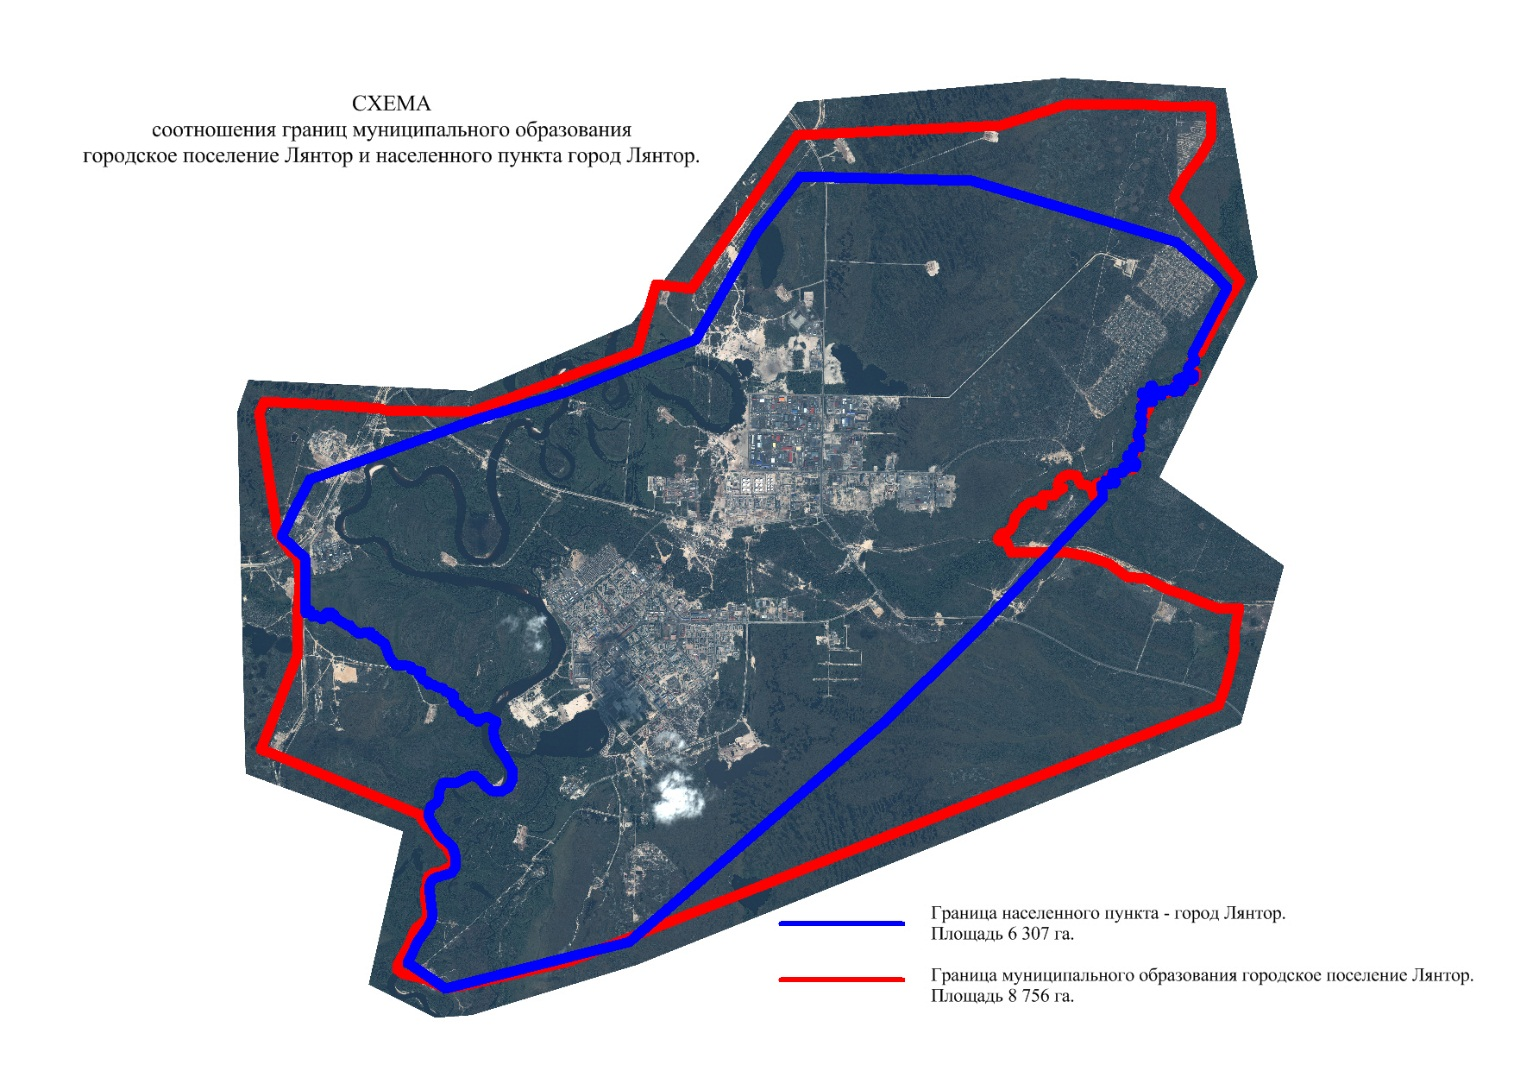 СХЕМА
соотношения границ муниципального образования
городское поселение Лянтор и населенного пункта город Лянтор.
Граница населенного пункта - город Лянтор.
Площадь 6 307 га.
Граница муниципального образования городское поселение Лянтор.
Площадь 8 756 га.